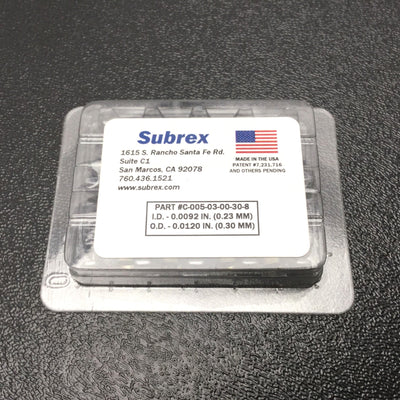 Subrex
1615 S. Rancho Santa Fe Rd.
Suite C1
San Marcos, CA 92078
760.436.1521
www.subrex.com
MADE IN THE USA
PATENT #7,231,716
AND OTHERS PENDING
PART #C-005-03-00-30-8
I.D. - 0.0092 IN. (0.23 MM)
O.D. - 0.0120 IN. (0.30 MM)